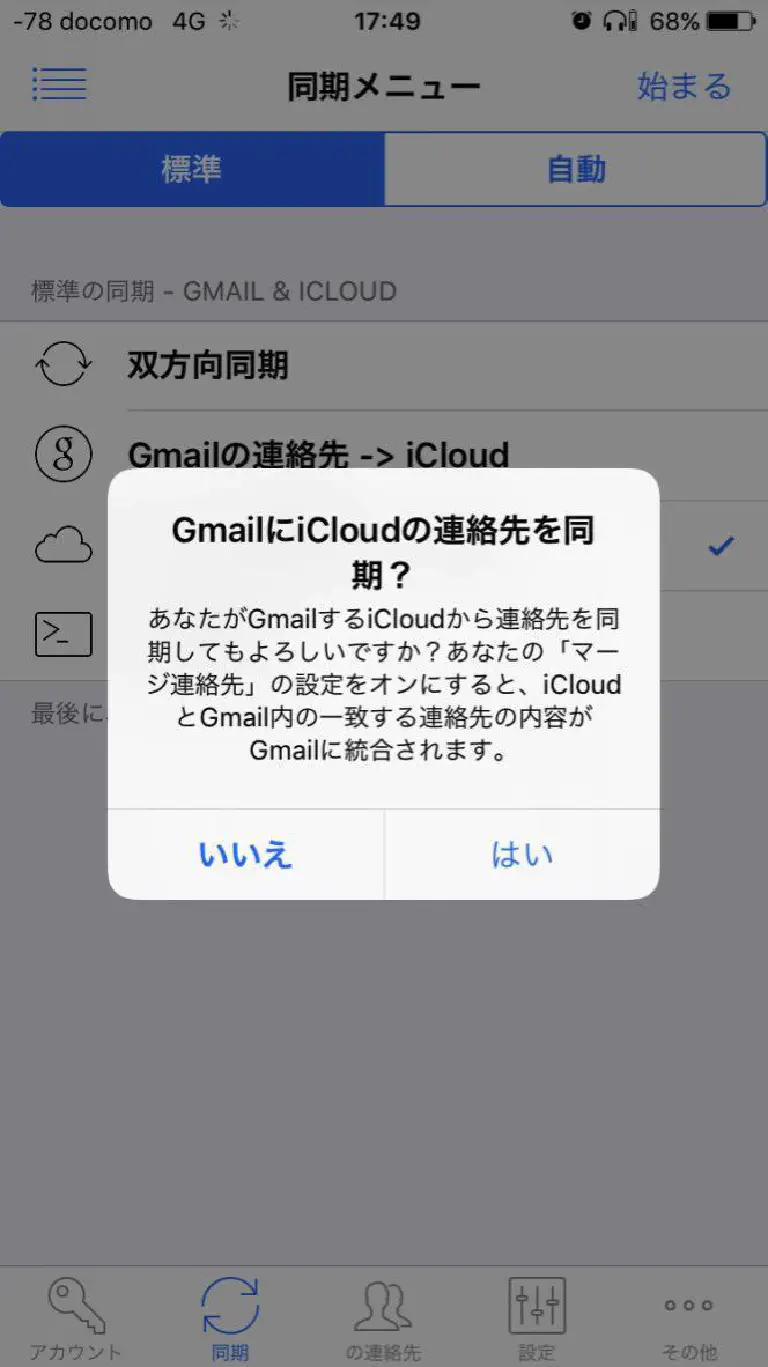 -78 docomo 4G 17:49 68%
同期メニュー 始まる
標準 自動
標準の同期 - GMAIL & ICLOUD
双方向同期
Gmailの連絡先 -> iCloud
GmailにiCloudの連絡先を同
期？
あなたがGmailするiCloudから連絡先を同
期してもよろしいですか？あなたの「マー
ジ連絡先」の設定をオンにすると、iCloud
とGmail内の一致する連絡先の内容が
Gmailに統合されます。
最後に
いいえ はい
アカウント 同期 の連絡先 設定 その他